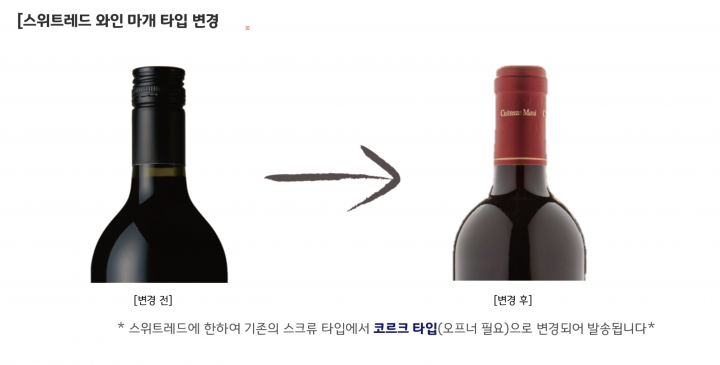 [스위트레드 와인 마개 타입 변경
[변경 전]
[변경 후]
* 스위트레드에 한하여 기존의 스크류 타입에서 코르크 타입(오프너 필요)으로 변경되어 발송됩니다*